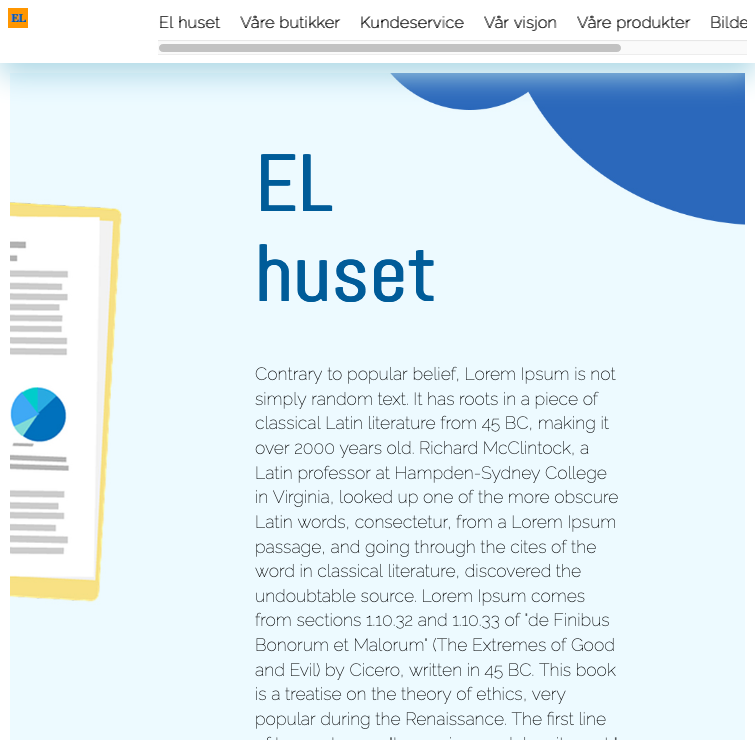 EL
El huset Våre butikker Kundeservice Vår visjon Våre produkter Bilde
EL
huset
Contrary to popular belief, Lorem Ipsum is not
simply random text. It has roots in a piece of
classical Latin literature from 45 BC, making it
over 2000 years old. Richard McClintock, a
Latin professor at Hampden-Sydney College
in Virginia, looked up one of the more obscure
Latin words, consectetur, from a Lorem Ipsum
passage, and going through the cites of the
word in classical literature, discovered the
undoubtable source. Lorem Ipsum comes
from sections 1.10.32 and 1.10.33 of "de Finibus
Bonorum et Malorum" (The Extremes of Good
and Evil) by Cicero, written in 45 BC. This book
is a treatise on the theory of ethics, very
popular during the Renaissance. The first line